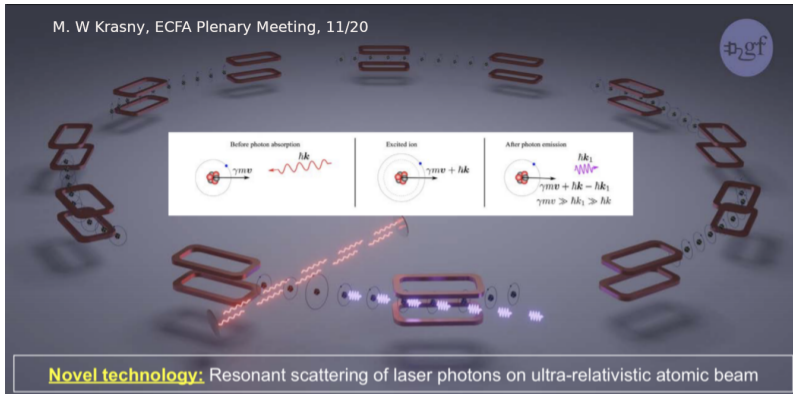 M. W Krasny, ECFA Plenary Meeting, 11/20
gf
Before photon absorption
ħk
γmv
Excited ion
γmv + ħk
After photon emission
ħk₁
γmv + ħk − ħk₁
γmv ≫ ħk₁ ≫ ħk
Novel technology: Resonant scattering of laser photons on ultra-relativistic atomic beam